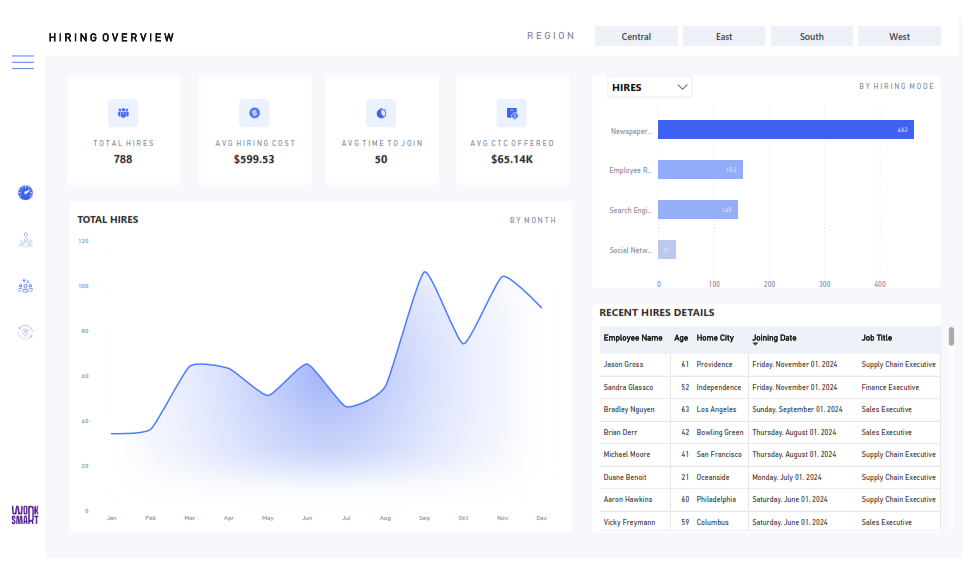 HIRING OVERVIEW
REGION
Central
East
South
West
TOTAL HIRES
788
AVG HIRING COST
$599.53
AVG TIME TO JOIN
50
AVG CTC OFFERED
$65.14K
HIRES
BY HIRING MODE
Newspaper...
462
Employee R...
152
Search Engi...
143
Social Netw...
31
0 100 200 300 400
TOTAL HIRES
BY MONTH
120
100
80
60
40
20
0
Jan Feb Mar Apr May Jun Jul Aug Sep Oct Nov Dec
RECENT HIRES DETAILS
Employee Name Age Home City Joining Date Job Title
Jason Gross 61 Providence Friday, November 01, 2024 Supply Chain Executive
Sandra Glassco 52 Independence Friday, November 01, 2024 Finance Executive
Bradley Nguyen 63 Los Angeles Sunday, September 01, 2024 Sales Executive
Brian Derr 42 Bowling Green Thursday, August 01, 2024 Sales Executive
Michael Moore 41 San Francisco Thursday, August 01, 2024 Supply Chain Executive
Duane Benoit 21 Oceanside Monday, July 01, 2024 Supply Chain Executive
Aaron Hawkins 60 Philadelphia Saturday, June 01, 2024 Supply Chain Executive
Vicky Freymann 59 Columbus Saturday, June 01, 2024 Sales Executive
WORK
SMART